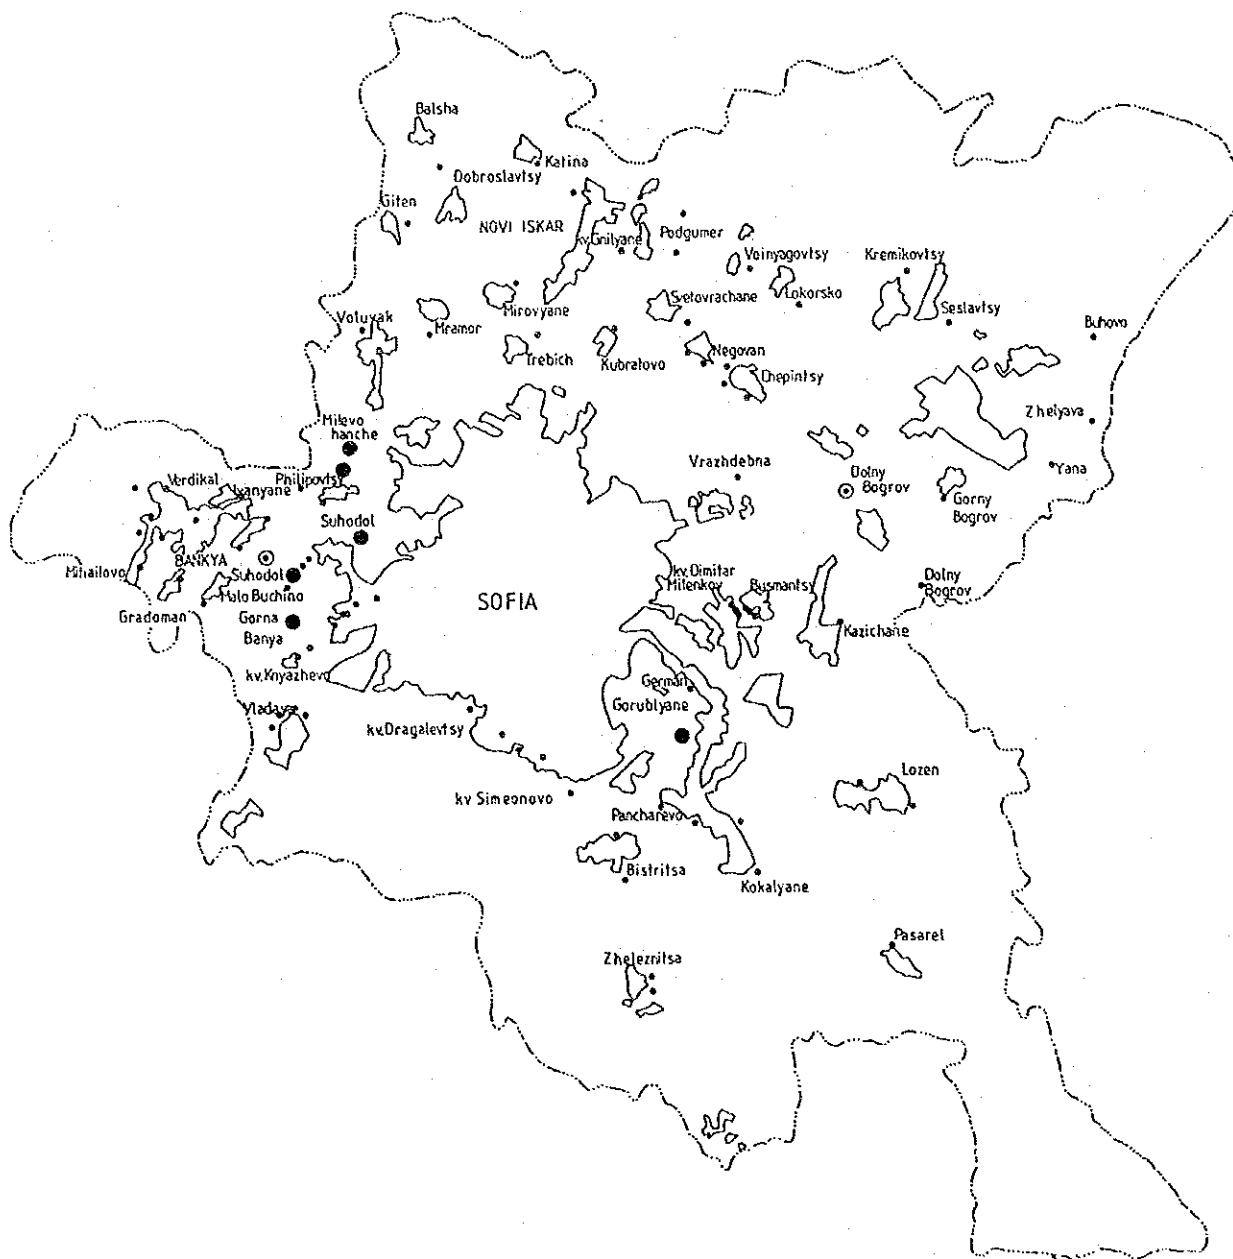 Balsha
Katina
Dobroslavtsy
Giten
NOVI ISKAR
kv.Gnilyane
Podgumer
Voinyagovtsy
Kremikovtsy
Svetovrachane
Lokorsko
Seslavtsy
Mirovyane
Mramor
Voluyak
Buhovo
Trebich
Kubratovo
Negovan
Chepintsy
Zhelyava
Milevo
hanche
Vrazhdebna
Dolny
Bogrov
Yana
Verdikal
Ivanyane
Philipovtsy
Gorny
Bogrov
Suhodol
BANKYA
Mihailovo
Suhodol
Malo Buchino
kv.Dimitar
Milenkov
Busmantsy
Dolny
Bogrov
SOFIA
Gradoman
Gorna
Banya
Kazichane
kv.Knyazhevo
German
Gorublyane
Vladaya
kv.Dragalevtsy
Lozen
kv Simeonovo
Pancharevo
Bistritsa
Kokalyane
Pasarel
Zheleznitsa